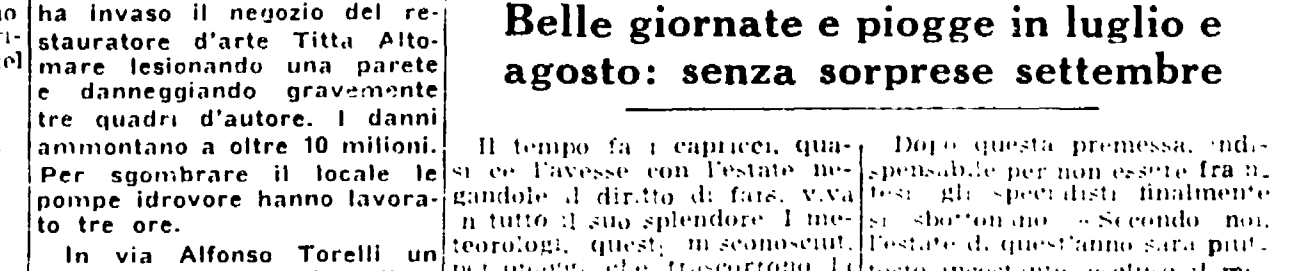 ha invaso il negozio del re-
stauratore d'arte Titta Alto-
mare lesionando una parete
e danneggiando gravemente
tre quadri d'autore. I danni
ammontano a oltre 10 milioni.
Per sgombrare il locale le
pompe idrovore hanno lavora-
to tre ore.
In via Alfonso Torelli un
Belle giornate e piogge in luglio e
agosto: senza sorprese settembre
Il tempo fa i capricci, qua-
si ce l'avesse con l'estate ne-
gandole il diritto di farsi viva
in tutto il suo splendore I me-
teorologi, questi misconosciuti
che trascorrono
Dopo questa premessa, indi-
spensabile per non essere frain
tesi gli specialisti finalmente
si sbottonano «Secondo noi,
l'estate di quest'anno sarà piut-